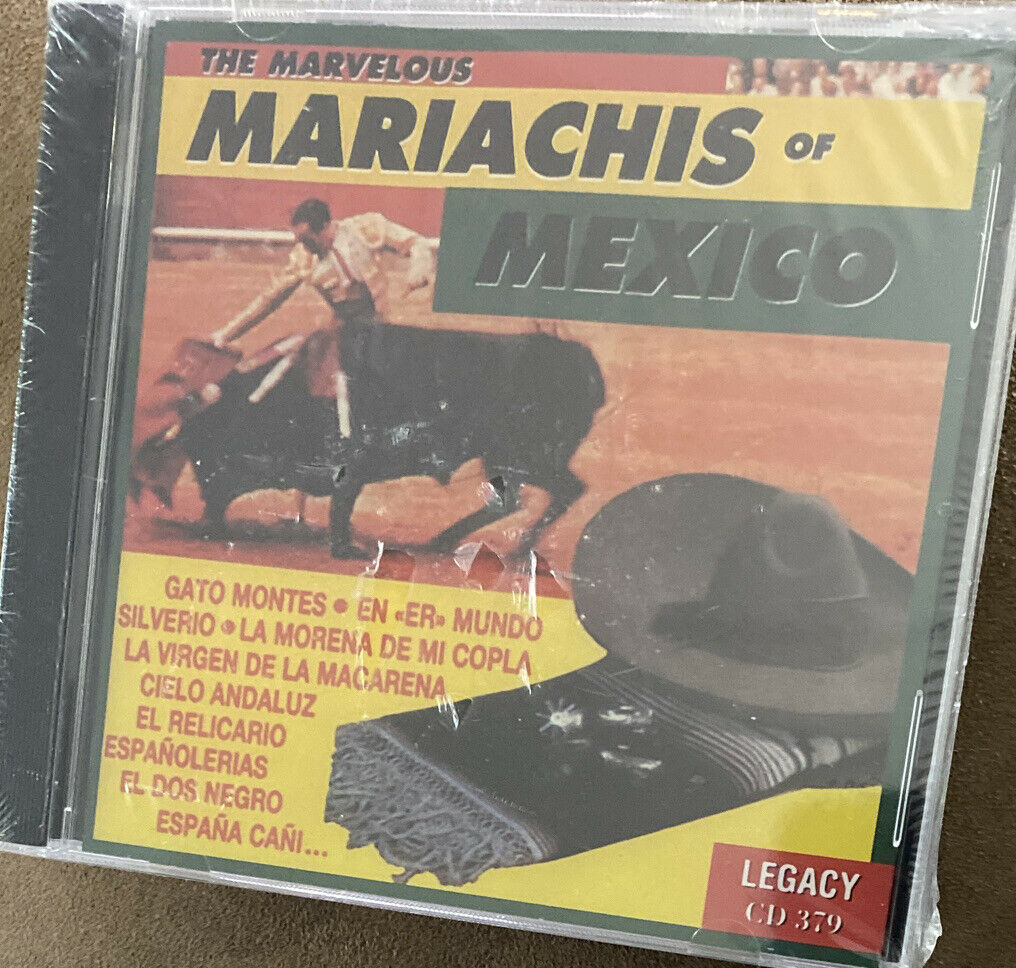 THE MARVELOUS
MARIACHIS OF
MEXICO
GATO MONTES • EN «ER» MUNDO
SILVERIO • LA MORENA DE MI COPLA
LA VIRGEN DE LA MACARENA
CIELO ANDALUZ
EL RELICARIO
ESPAÑOLERIAS
EL DOS NEGRO
ESPAÑA CAÑI...
LEGACY
CD 379